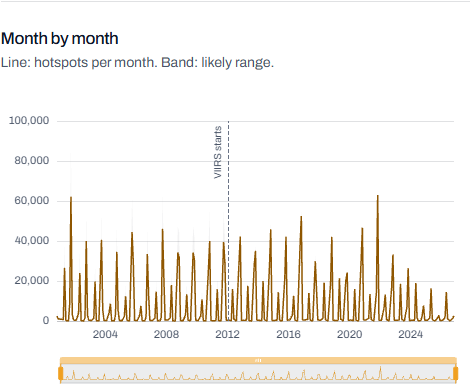 Month by month
Line: hotspots per month. Band: likely range.
100,000
VIIRS starts
80,000
60,000
40,000
20,000
0
2004 2008 2012 2016 2020 2024